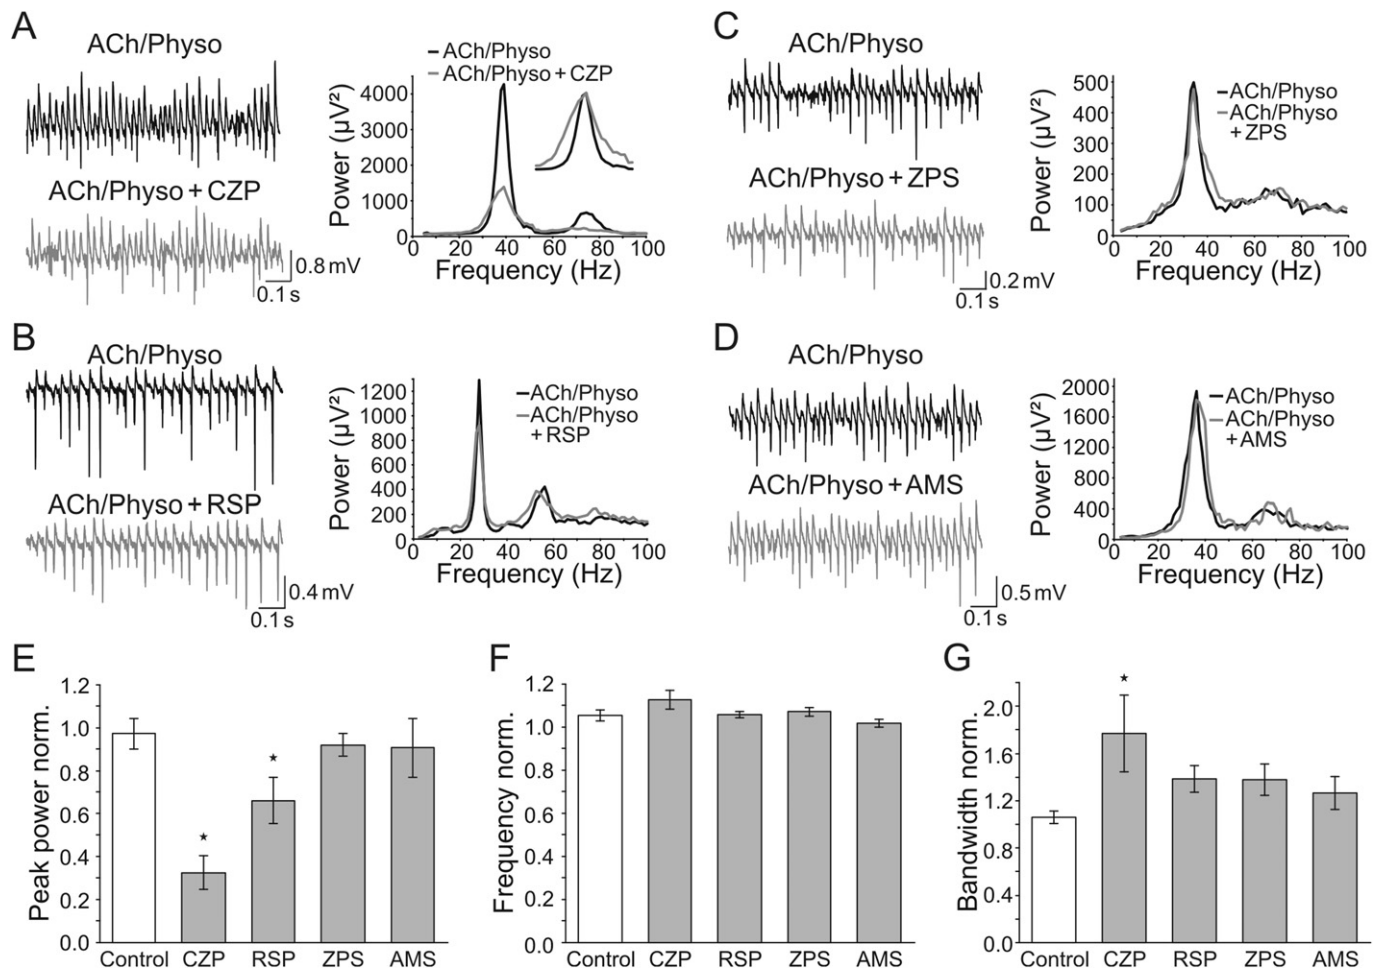 A
ACh/Physo
ACh/Physo + CZP
0.8 mV
0.1 s
ACh/Physo
ACh/Physo + CZP
Power (µV²)
4000
3000
2000
1000
0
0 20 40 60 80 100
Frequency (Hz)
C
ACh/Physo
ACh/Physo + ZPS
0.2 mV
0.1 s
ACh/Physo
ACh/Physo
+ ZPS
Power (µV²)
500
400
300
200
150
100
50
0
0 20 40 60 80 100
Frequency (Hz)
B
ACh/Physo
ACh/Physo + RSP
0.4 mV
0.1 s
ACh/Physo
ACh/Physo
+ RSP
Power (µV²)
1200
1000
800
600
400
200
0
0 20 40 60 80 100
Frequency (Hz)
D
ACh/Physo
ACh/Physo + AMS
0.5 mV
0.1 s
ACh/Physo
ACh/Physo
+ AMS
Power (µV²)
2000
1600
1200
800
400
0
0 20 40 60 80 100
Frequency (Hz)
E
Peak power norm.
1.2
1.0
0.8
0.6
0.4
0.2
0.0
Control CZP RSP ZPS AMS
F
Frequency norm.
1.2
1.0
0.8
0.6
0.4
0.2
0.0
Control CZP RSP ZPS AMS
G
Bandwidth norm.
2.0
1.6
1.2
0.8
0.4
0.0
Control CZP RSP ZPS AMS